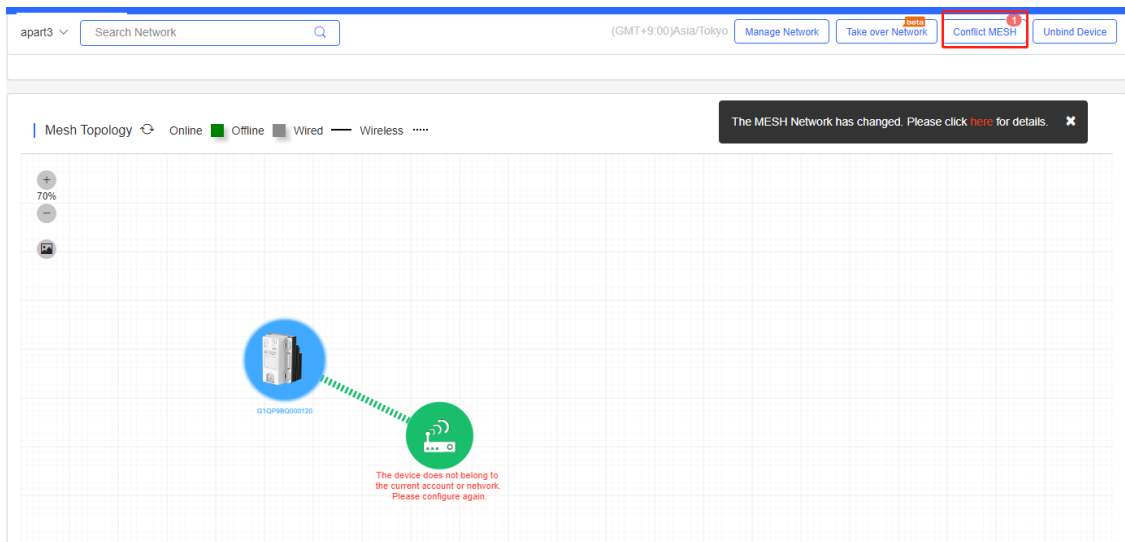 apart3
Search Network
(GMT+9:00)Asia/Tokyo
Manage Network
beta
Take over Network
1
Conflict MESH
Unbind Device
Mesh Topology
Online
Offline
Wired
Wireless
The MESH Network has changed. Please click here for details.
+
70%
−
G1QP9BQ000120
The device does not belong to
the current account or network.
Please configure again.